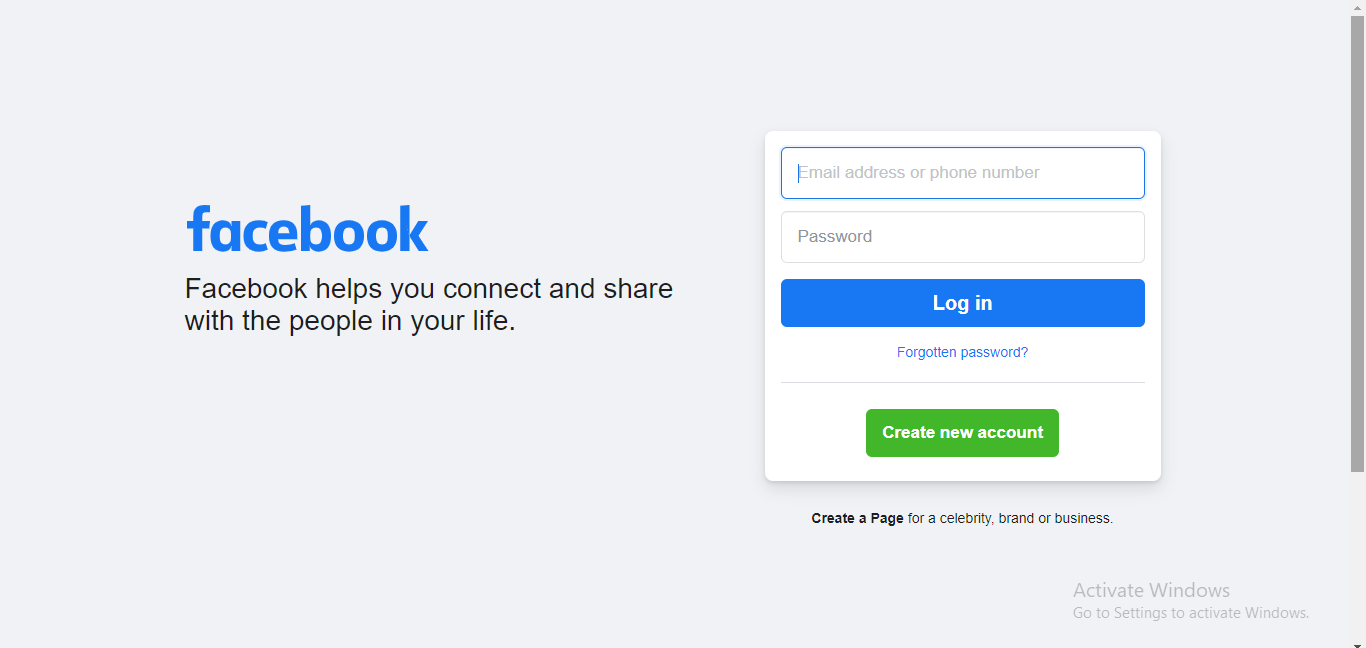 facebook
Facebook helps you connect and share
with the people in your life.
Email address or phone number
Password
Log in
Forgotten password?
Create new account
Create a Page for a celebrity, brand or business.
Activate Windows
Go to Settings to activate Windows.